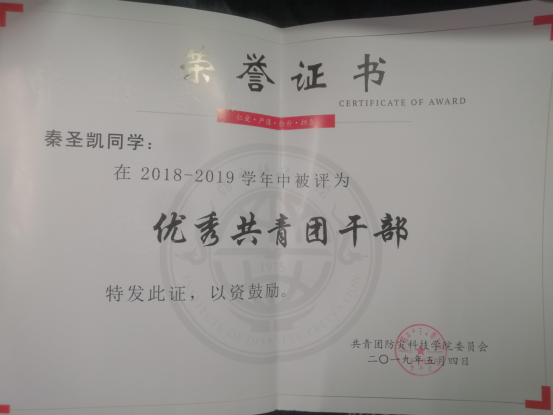 荣誉证书
CERTIFICATE OF AWARD
秦圣凯同学：
在 2018-2019 学年中被评为
优秀共青团干部
特发此证，以资鼓励。
共青团防灾科技学院委员会
二〇一九年五月四日